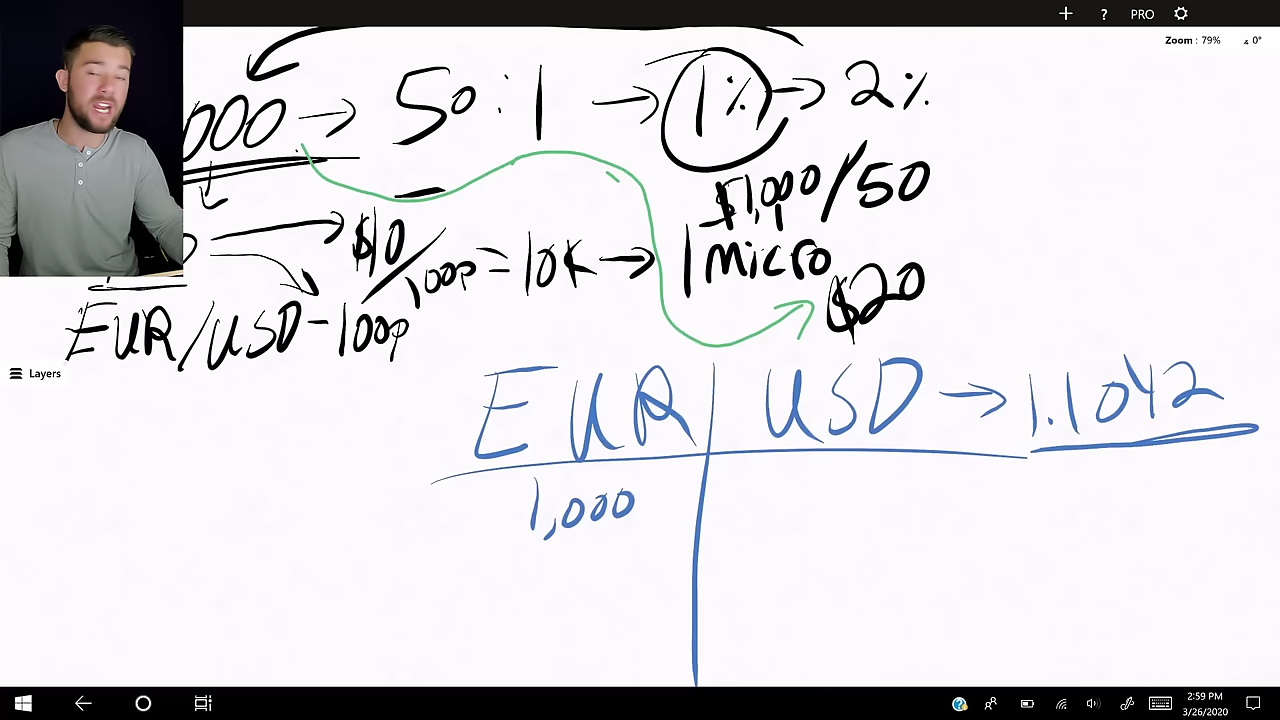 + ? PRO
Zoom : 79% 0°
000 → 50 : 1 → 1% → 2%
$1,000/50
$10/100p = 10K → 1 micro
$20
EUR/USD-100p
Layers
EUR | USD → 1.1042
1,000
2:59 PM
3/26/2020